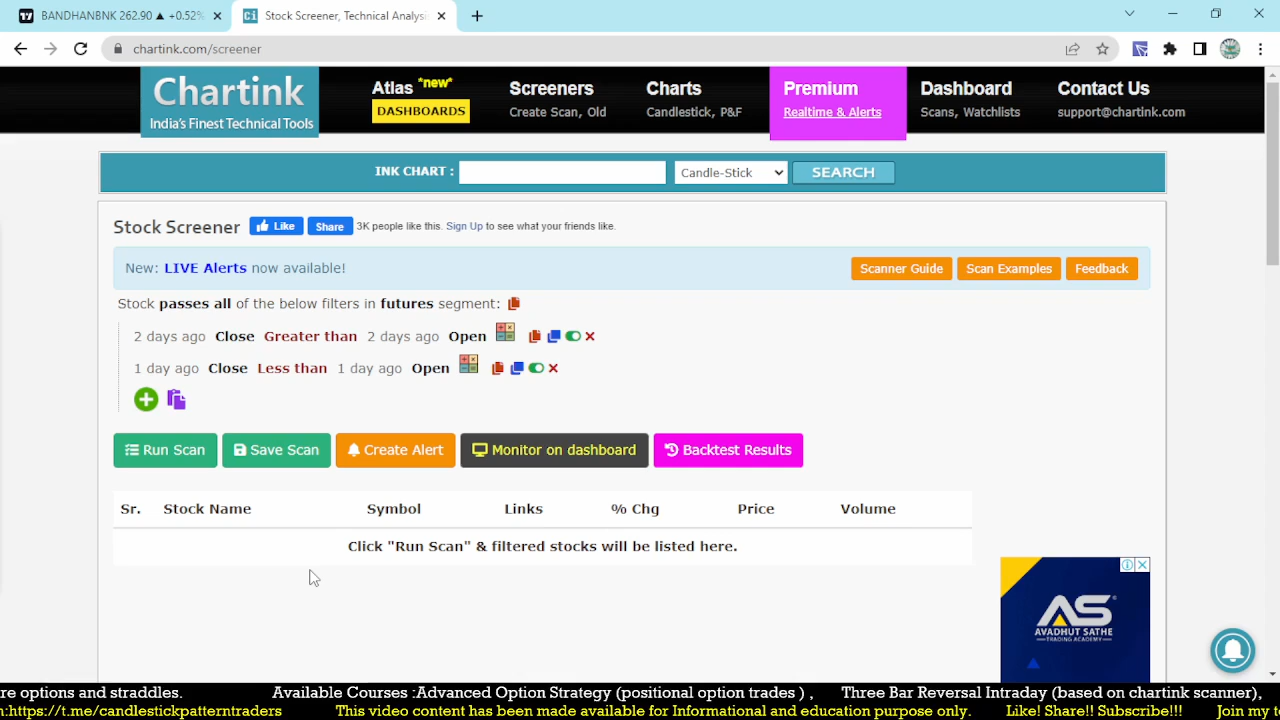 BANDHANBNK 262.90 ▲ +0.52%
Stock Screener, Technical Analysis
chartink.com/screener
Chartink
India's Finest Technical Tools
Atlas *new*
DASHBOARDS
Screeners
Create Scan, Old
Charts
Candlestick, P&F
Premium
Realtime & Alerts
Dashboard
Scans, Watchlists
Contact Us
support@chartink.com
INK CHART : Candle-Stick SEARCH
Stock Screener Like Share 3K people like this. Sign Up to see what your friends like.
New: LIVE Alerts now available! Scanner Guide Scan Examples Feedback
Stock passes all of the below filters in futures segment:
2 days ago Close Greater than 2 days ago Open
1 day ago Close Less than 1 day ago Open
Run Scan Save Scan Create Alert Monitor on dashboard Backtest Results
Sr. Stock Name Symbol Links % Chg Price Volume
Click "Run Scan" & filtered stocks will be listed here.
AS
AVADHUT SATHE
TRADING ACADEMY
re options and straddles. Available Courses :Advanced Option Strategy (positional option trades ) , Three Bar Reversal Intraday (based on chartink scanner),
n:https://t.me/candlestickpatterntraders This video content has been made available for Informational and education purpose only. Like! Share!! Subscribe!!! Join my t